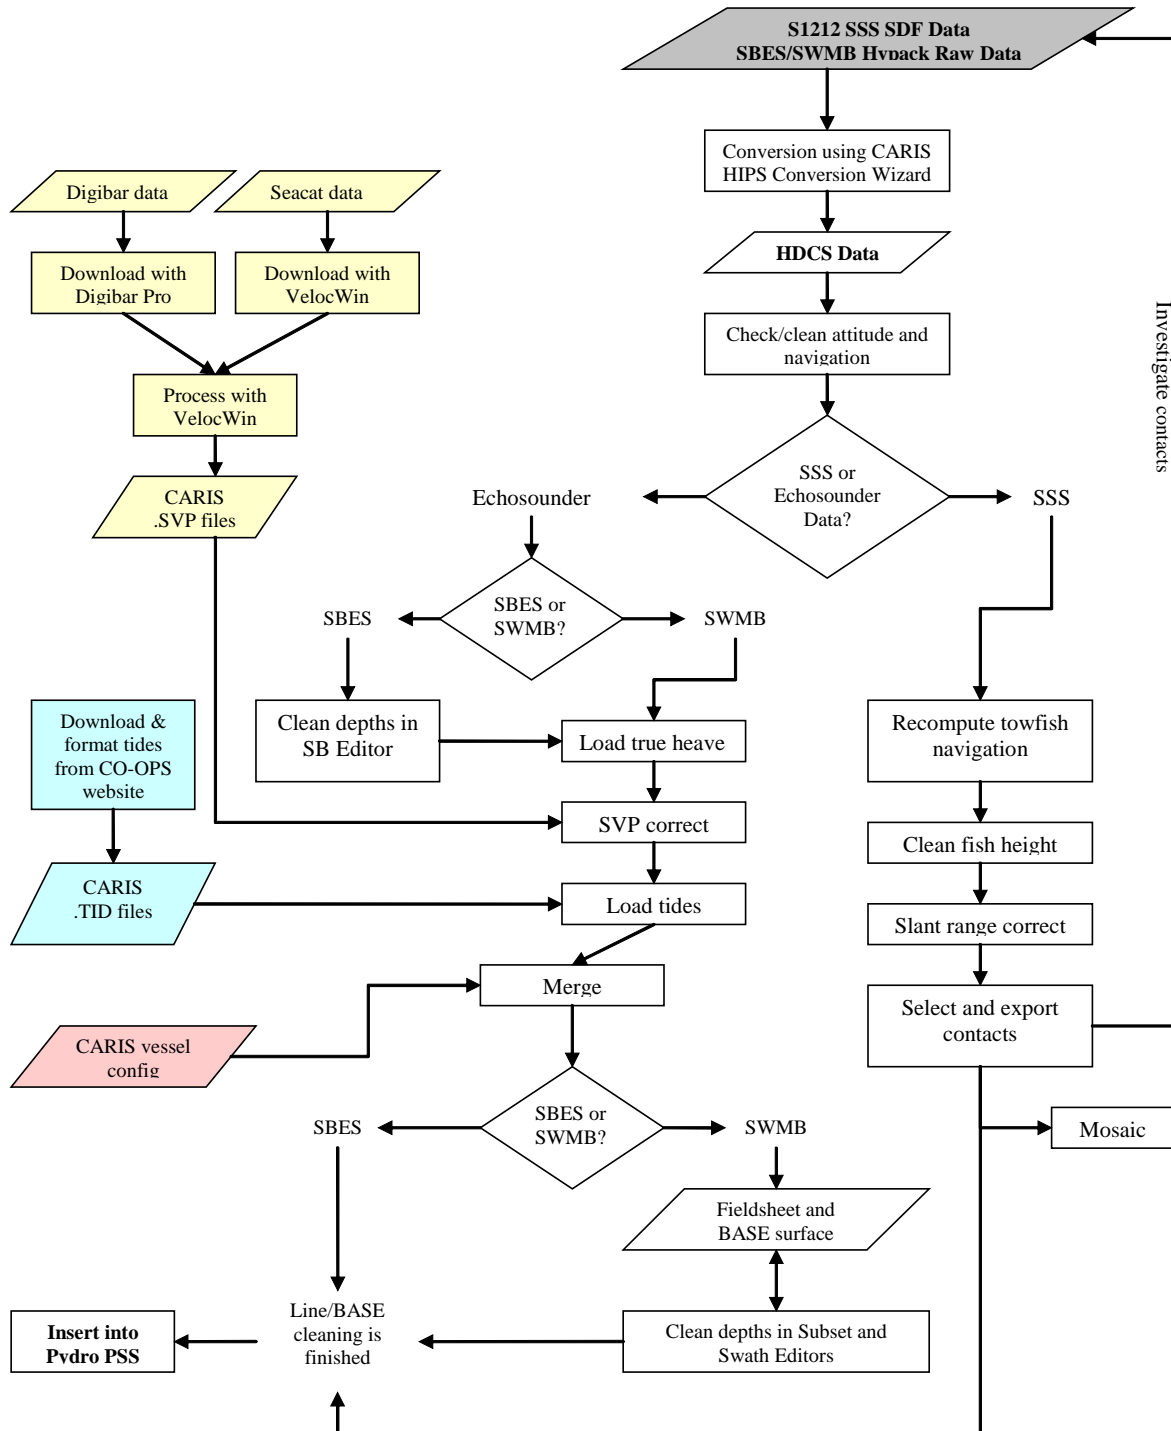 S1212 SSS SDF Data
SBES/SWMB Hypack Raw Data
Conversion using CARIS
HIPS Conversion Wizard
Digibar data
Seacat data
HDCS Data
Download with
Digibar Pro
Download with
VelocWin
Check/clean attitude and
navigation
Investigate contacts
Process with
VelocWin
SSS or
Echosounder
Data?
Echosounder
SSS
CARIS
.SVP files
SBES or
SWMB?
SBES
SWMB
Download &
format tides
from CO-OPS
website
Clean depths in
SB Editor
Load true heave
Recompute towfish
navigation
SVP correct
Clean fish height
CARIS
.TID files
Load tides
Slant range correct
Merge
Select and export
contacts
CARIS vessel
config
SBES or
SWMB?
SBES
SWMB
Mosaic
Fieldsheet and
BASE surface
Line/BASE
cleaning is
finished
Insert into
Pydro PSS
Clean depths in Subset and
Swath Editors